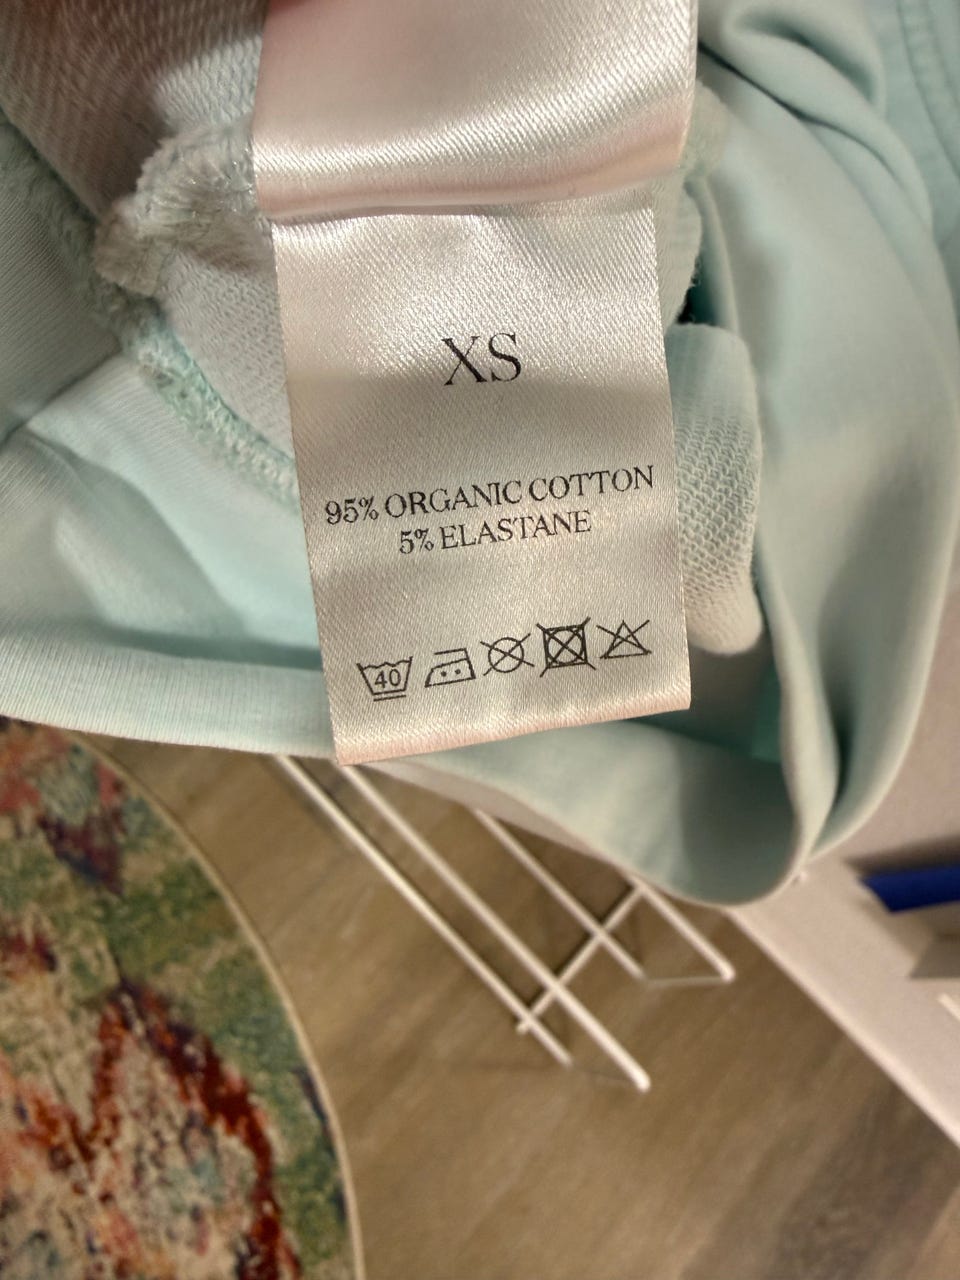 XS
95% ORGANIC COTTON
5% ELASTANE
40